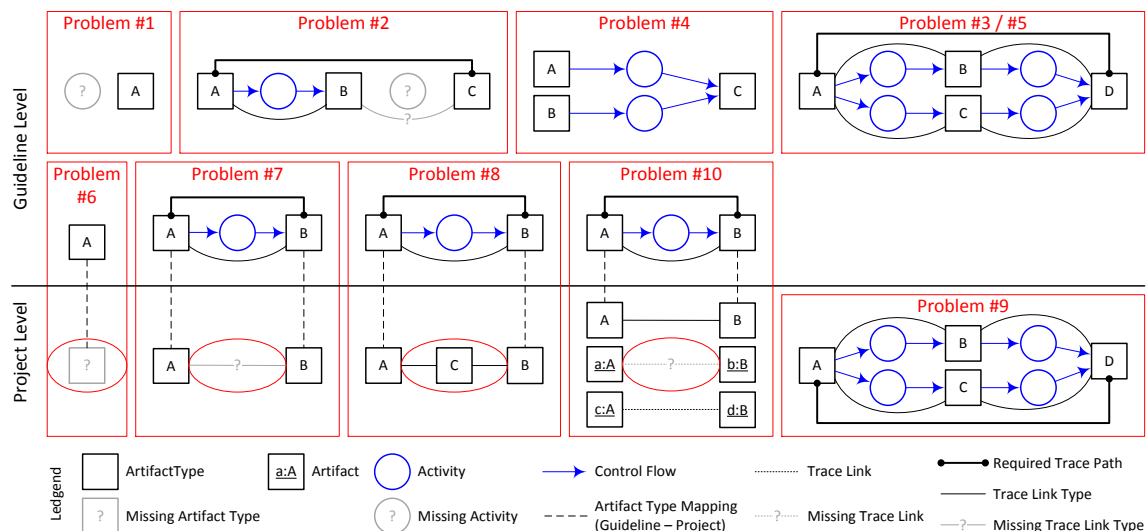 Guideline Level
Problem #1
?
A
Problem #2
A
B
?
C
?
Problem #4
A
B
C
Problem #3 / #5
A
B
C
D
Problem
#6
A
Problem #7
A
B
Problem #8
A
B
Problem #10
A
B
Project Level
?
A
?
B
A
C
B
A
B
a:A
?
b:B
c:A
d:B
Problem #9
A
B
C
D
Ledgend
ArtifactType
a:A
Artifact
Activity
Control Flow
Trace Link
Required Trace Path
?
Missing Artifact Type
?
Missing Activity
Artifact Type Mapping
(Guideline – Project)
?
Missing Trace Link
Trace Link Type
?
Missing Trace Link Type